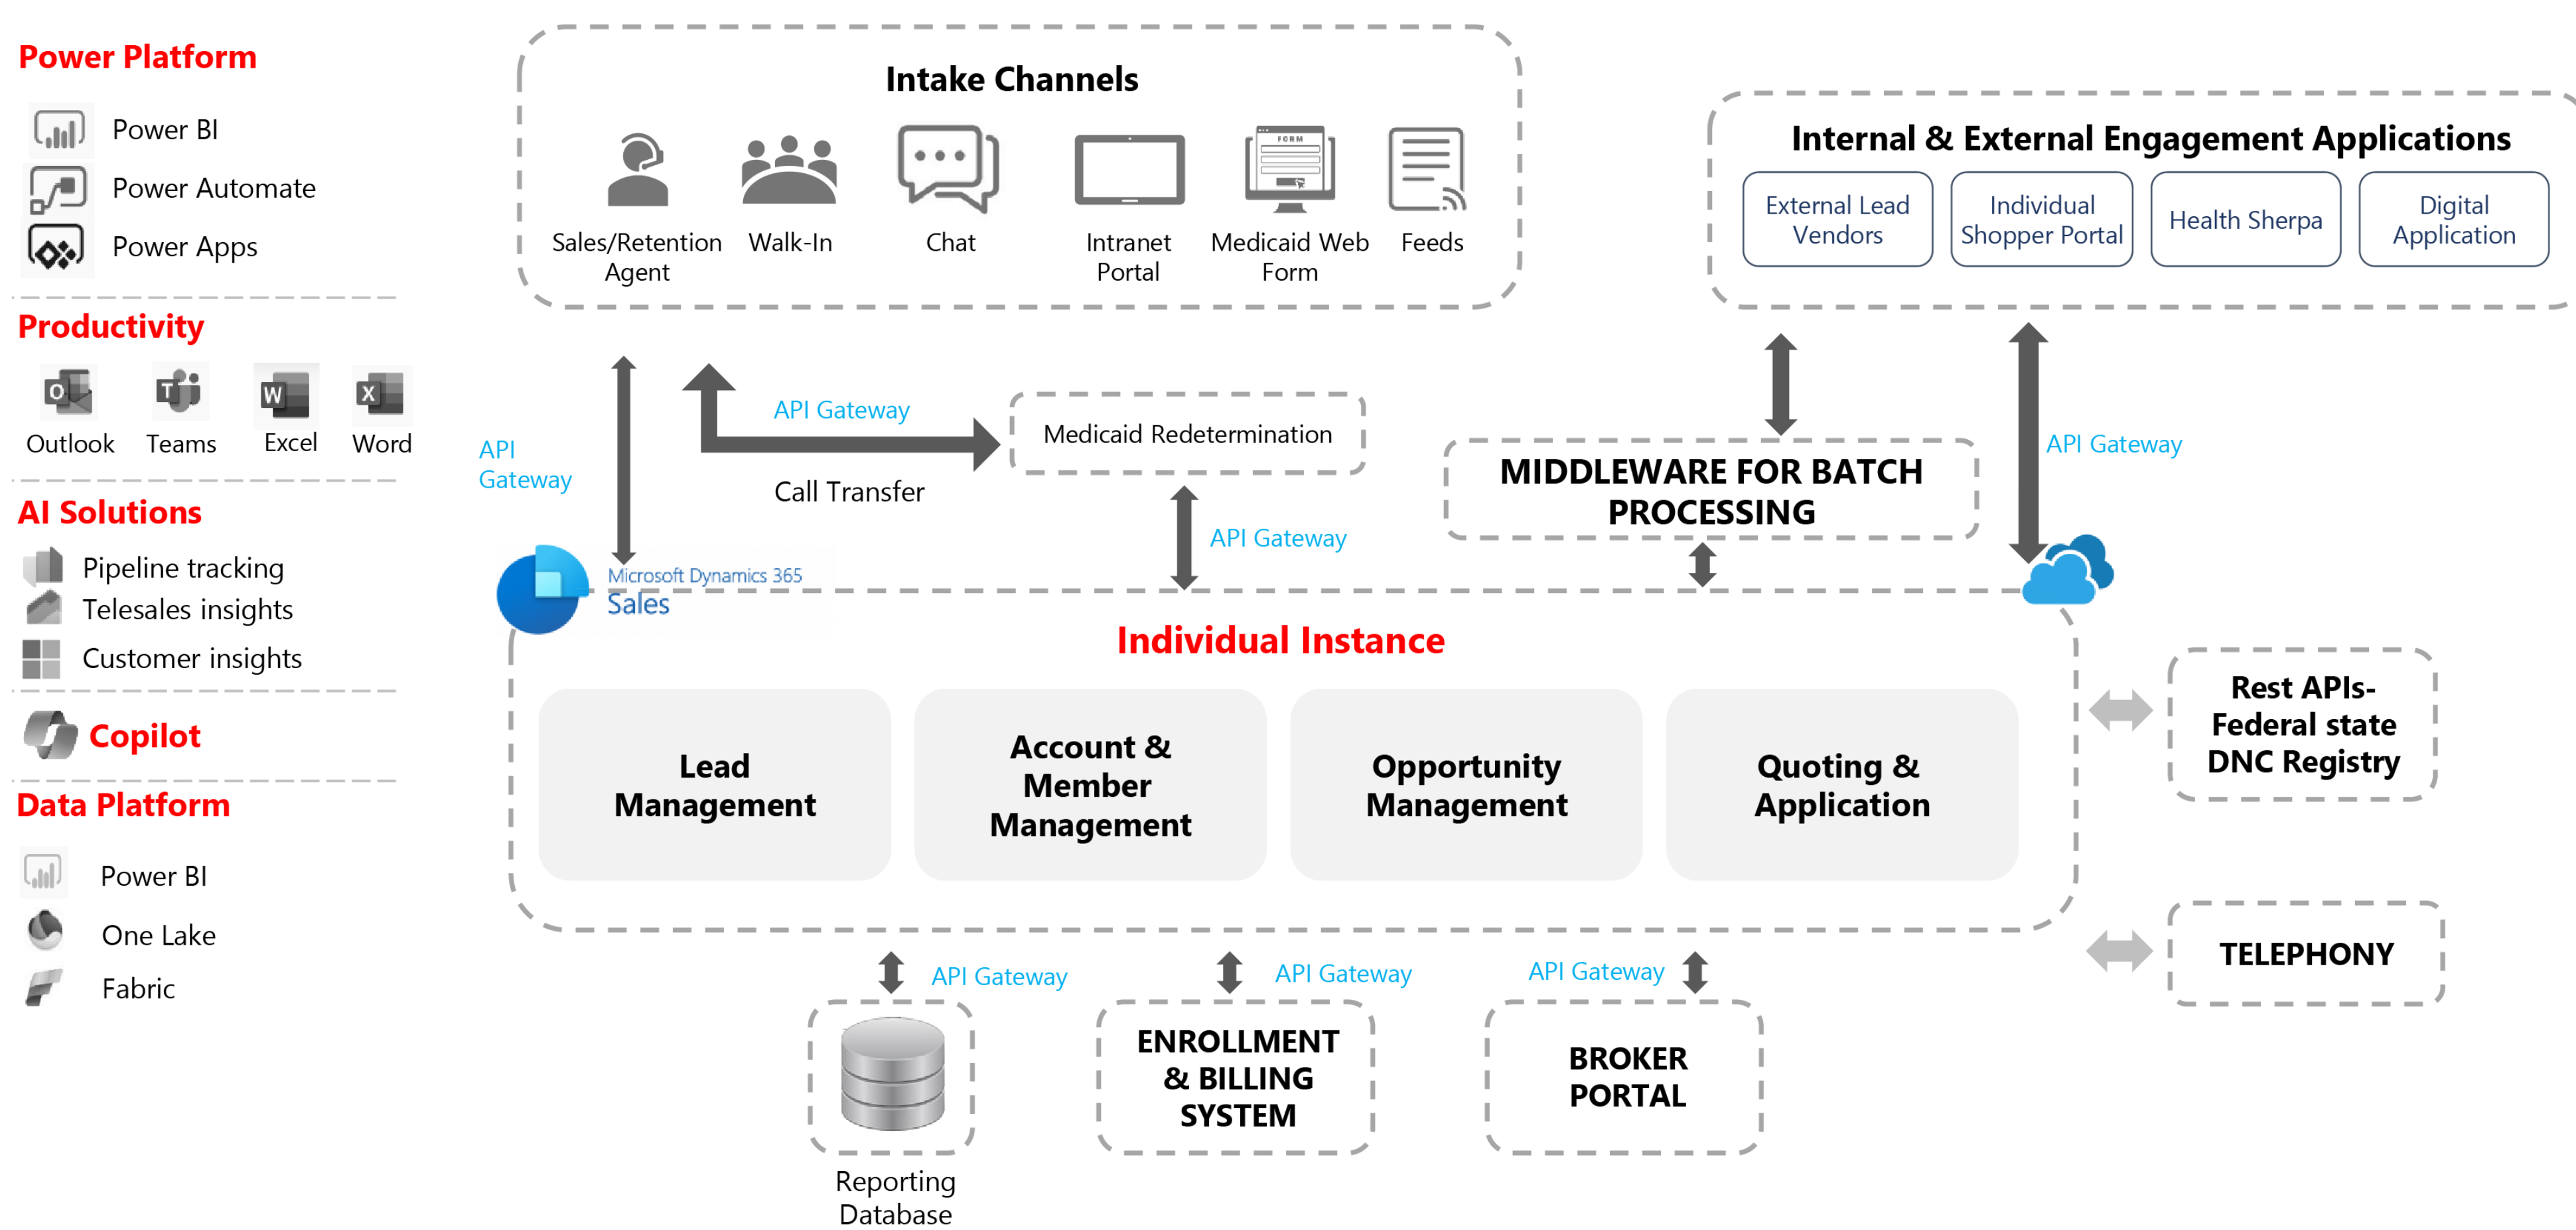 Power Platform
Power BI
Power Automate
Power Apps
Productivity
O
T
W
X
Outlook
Teams
Excel
Word
AI Solutions
Pipeline tracking
Telesales insights
Customer insights
Copilot
Data Platform
Power BI
One Lake
Fabric
Intake Channels
FORM
Sales/Retention
Agent
Walk-In
Chat
Intranet
Portal
Medicaid Web
Form
Feeds
Internal & External Engagement Applications
External Lead
Vendors
Individual
Shopper Portal
Health Sherpa
Digital
Application
API
Gateway
API Gateway
Call Transfer
Medicaid Redetermination
API Gateway
MIDDLEWARE FOR BATCH
PROCESSING
API Gateway
Microsoft Dynamics 365
Sales
Individual Instance
Lead
Management
Account &
Member
Management
Opportunity
Management
Quoting &
Application
Rest APIs-
Federal state
DNC Registry
TELEPHONY
API Gateway
API Gateway
API Gateway
Reporting
Database
ENROLLMENT
& BILLING
SYSTEM
BROKER
PORTAL